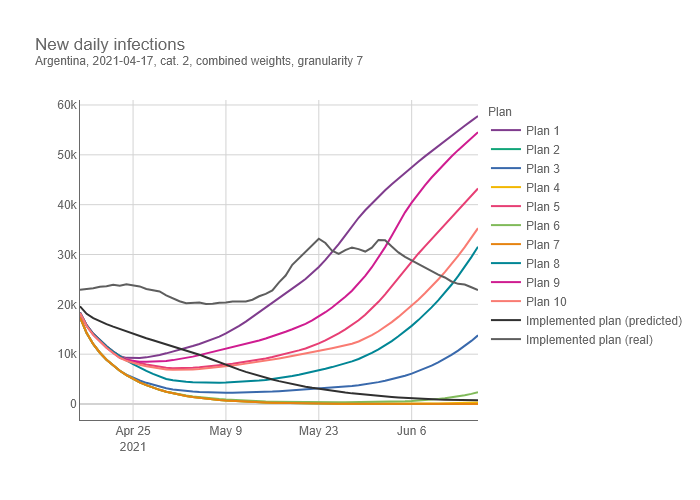 New daily infections
Argentina, 2021-04-17, cat. 2, combined weights, granularity 7
60k
50k
40k
30k
20k
10k
0
Apr 25
2021
May 9
May 23
Jun 6
Plan
Plan 1
Plan 2
Plan 3
Plan 4
Plan 5
Plan 6
Plan 7
Plan 8
Plan 9
Plan 10
Implemented plan (predicted)
Implemented plan (real)